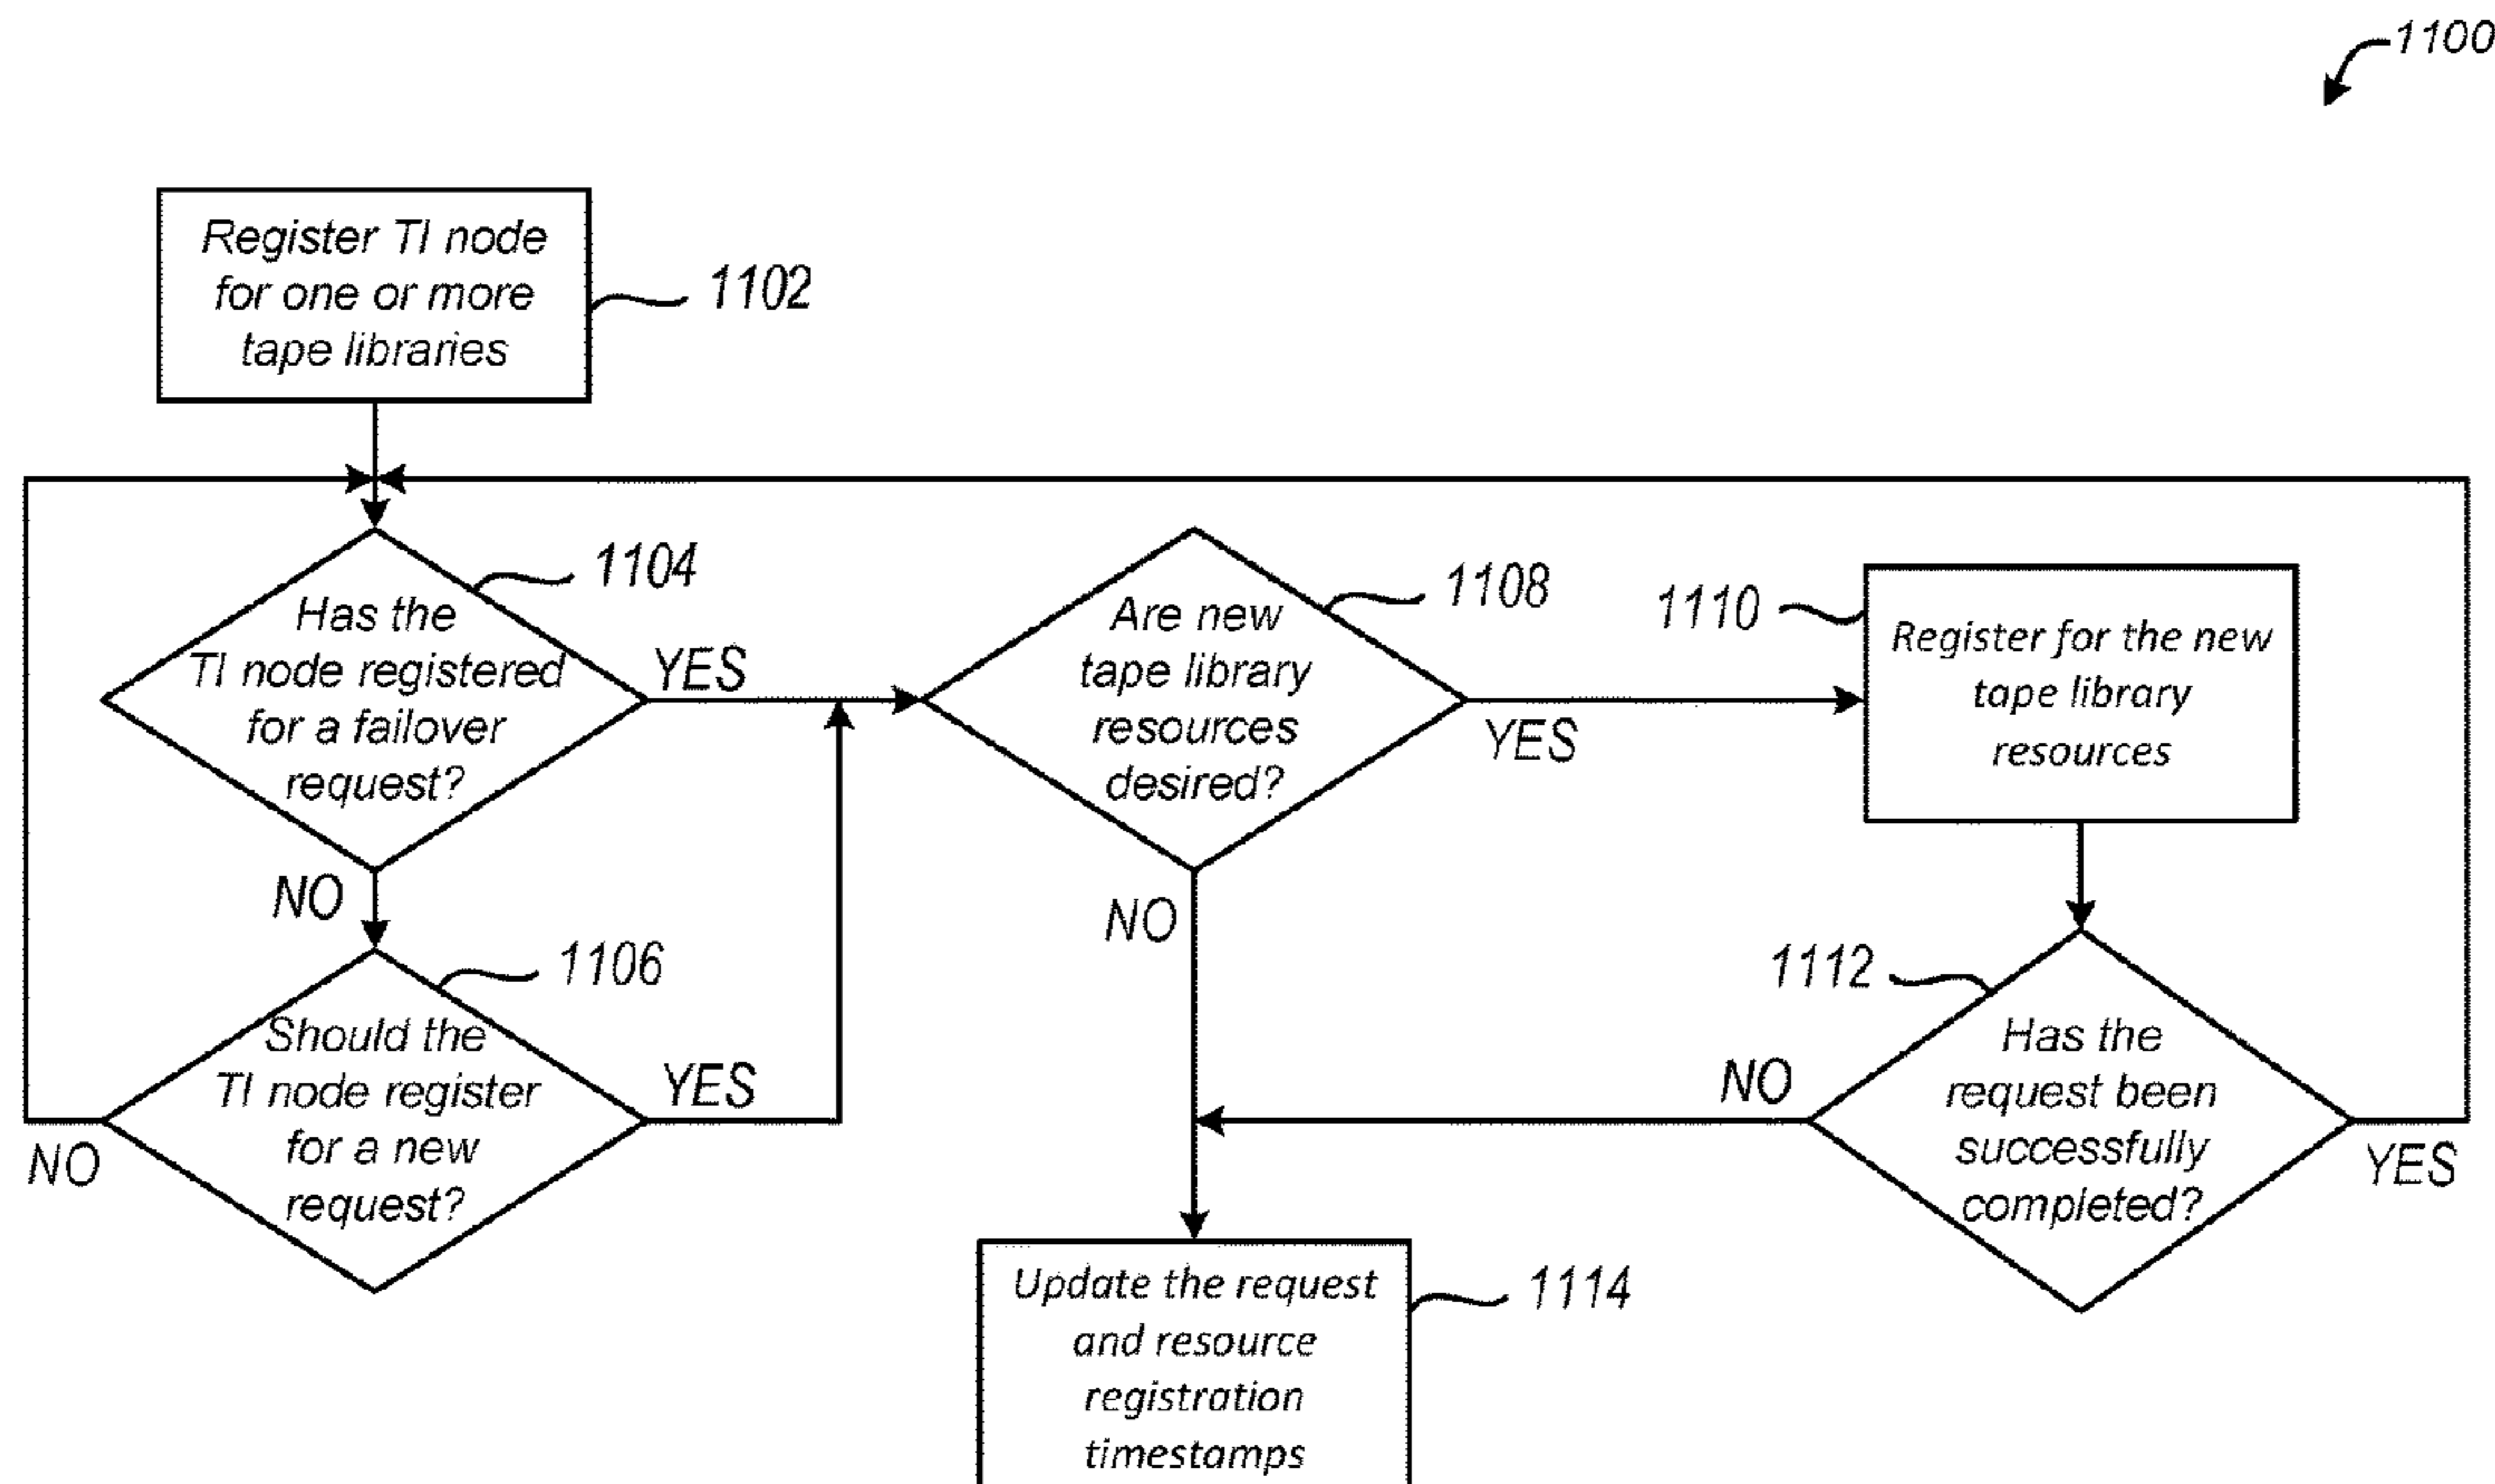 1100
Register TI node
for one or more
tape libraries
1102
1104
Has the
TI node registered
for a failover
request?
YES
NO
1106
Should the
TI node register
for a new
request?
YES
NO
1108
Are new
tape library
resources
desired?
YES
NO
1110
Register for the new
tape library
resources
1112
Has the
request been
successfully
completed?
NO
YES
Update the request
and resource
registration
timestamps
1114